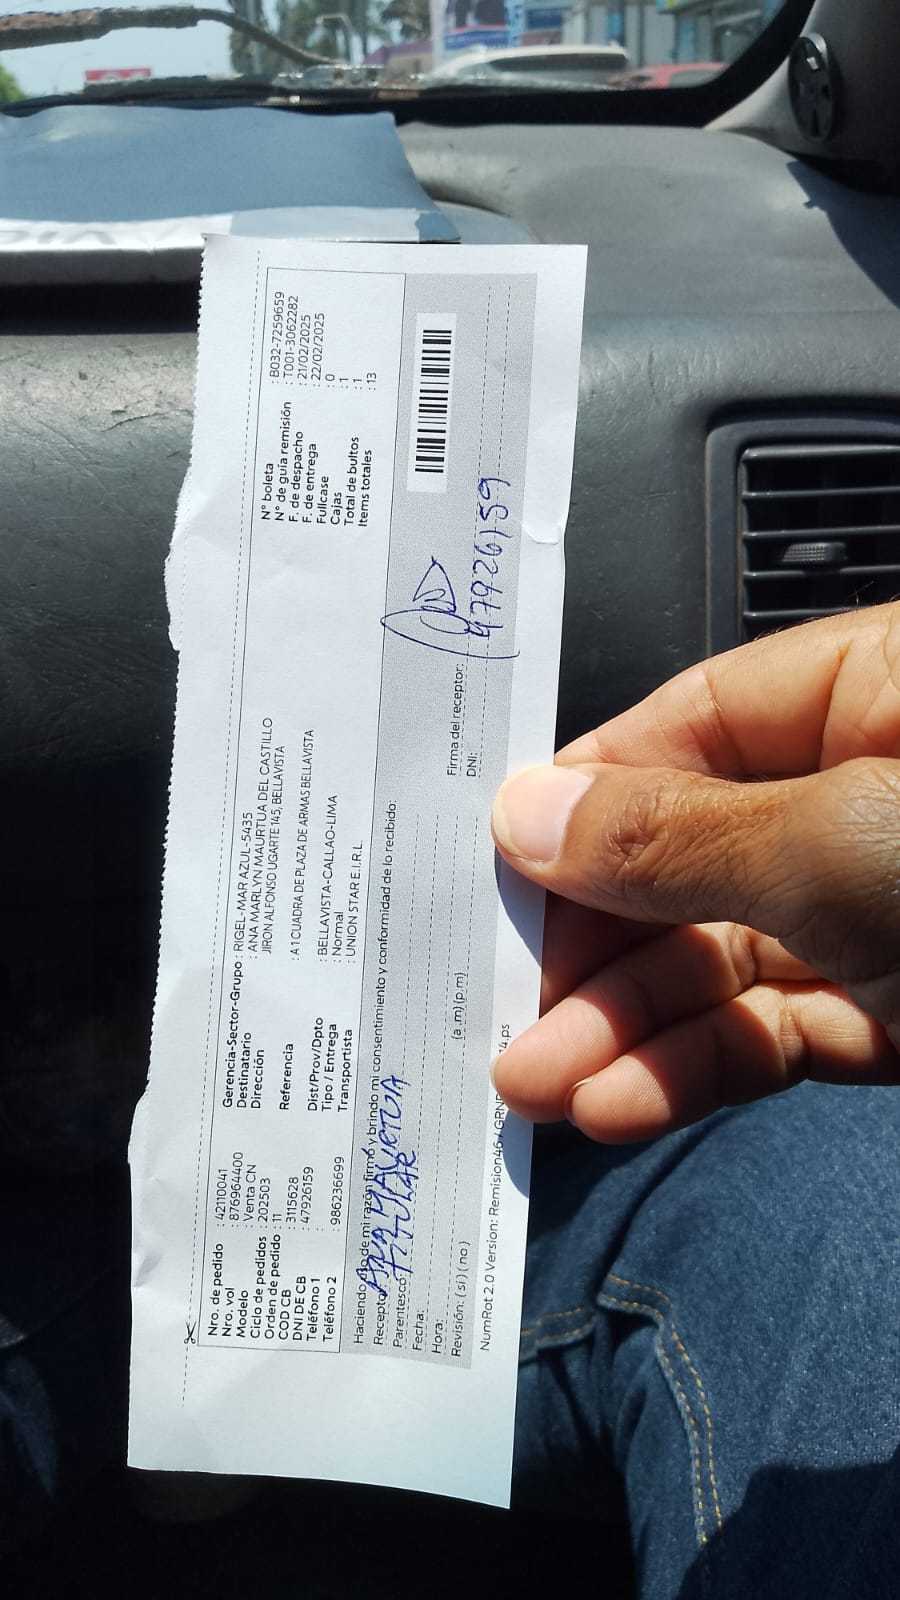 Nro. de pedido : 42110041
Nro. vol : 876964400
Modelo : Venta CN
Ciclo de pedidos : 202503
Orden de pedido : 11
COD CB : 3115628
DNI DE CB : 47926159
Teléfono 1 :
Teléfono 2 : 986236699
Gerencia-Sector-Grupo : RIGEL-MAR AZUL-5435
Destinatario : ANA MARLYN MAURTUA DEL CASTILLO
Dirección JIRON ALFONSO UGARTE 145, BELLAVISTA
Referencia : A 1 CUADRA DE PLAZA DE ARMAS BELLAVISTA
Dist/Prov/Dpto : BELLAVISTA-CALLAO-LIMA
Tipo / Entrega : Normal
Transportista : UNION STAR E.I.R.L
N° boleta : B032-7259659
N° de guia remisión : T001-3062282
F. de despacho : 21/02/2025
F. de entrega : 22/02/2025
Fullcase : 0
Cajas : 1
Total de bultos : 1
Items totales : 13
Haciendo uso de mi razón firmo y brindo mi consentimiento y conformidad de lo recibido:
Receptor: ANA MAURTUA
Parentesco: TITULAR
Fecha:
Hora: (a.m) (p.m)
Revisión: ( si ) ( no )
Firma del receptor:
DNI: 47926159
NumRot 2.0 Version: Remision46 / GRNP 14.ps